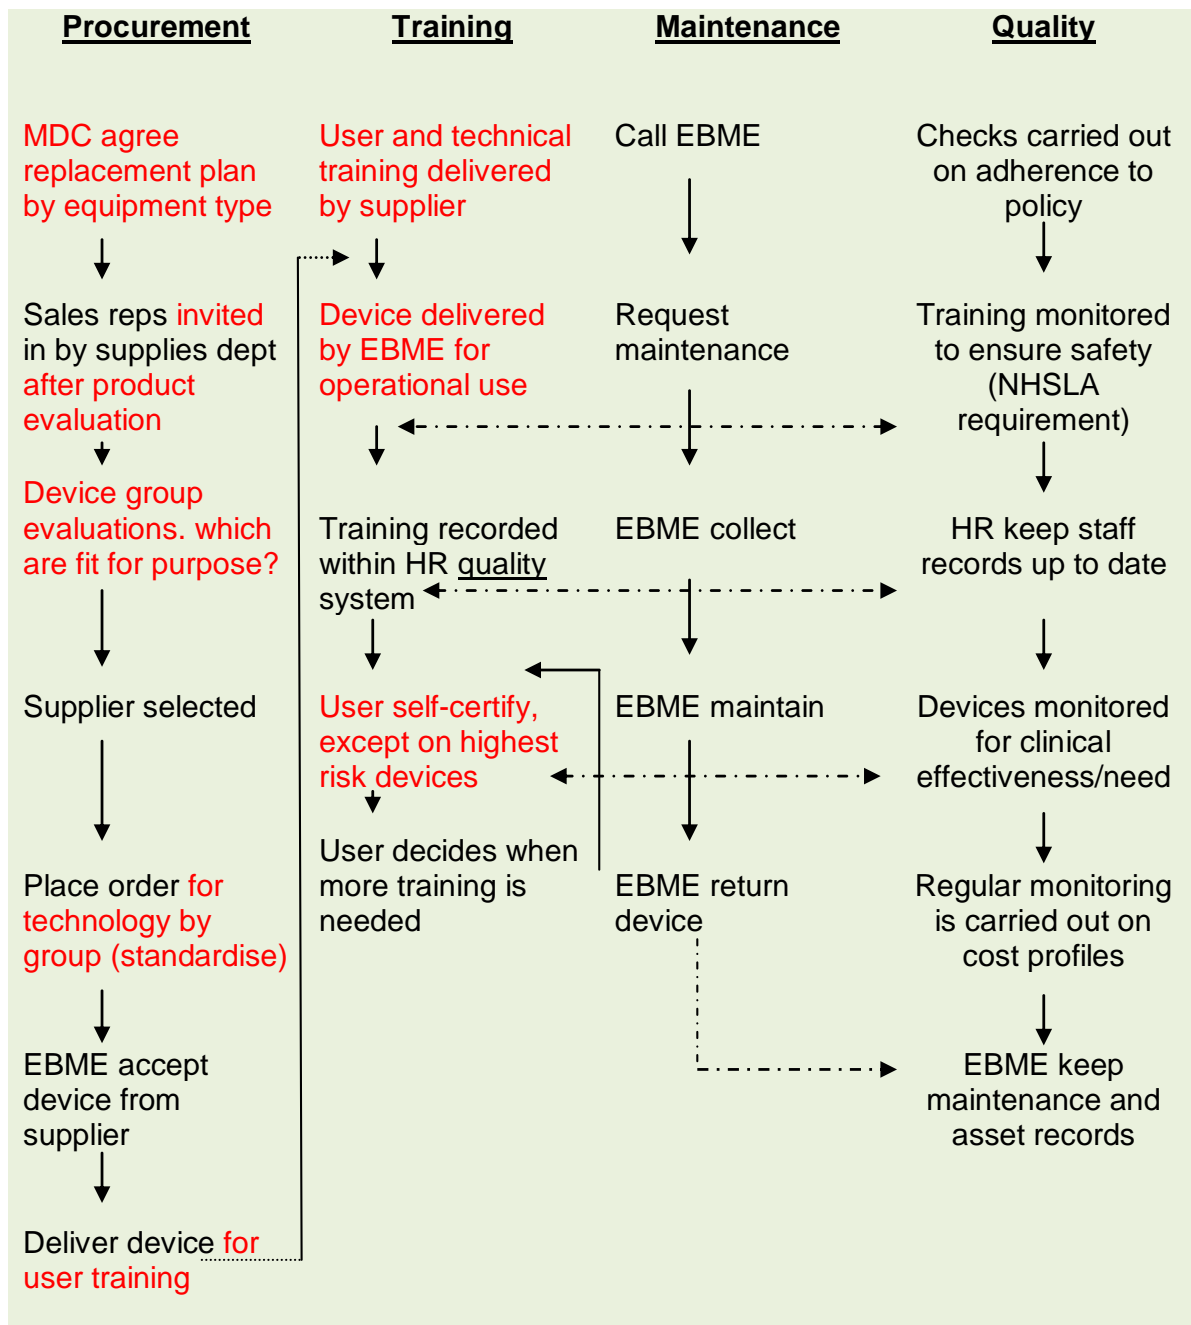 Procurement
MDC agree
replacement plan
by equipment type
Sales reps invited
in by supplies dept
after product
evaluation
Device group
evaluations. which
are fit for purpose?
Supplier selected
Place order for
technology by
group (standardise)
EBME accept
device from
supplier
Deliver device for
user training
Training
User and technical
training delivered
by supplier
Device delivered
by EBME for
operational use
Training recorded
within HR quality
system
User self-certify,
except on highest
risk devices
User decides when
more training is
needed
Maintenance
Call EBME
Request
maintenance
EBME collect
EBME maintain
EBME return
device
Quality
Checks carried out
on adherence to
policy
Training monitored
to ensure safety
(NHSLA
requirement)
HR keep staff
records up to date
Devices monitored
for clinical
effectiveness/need
Regular monitoring
is carried out on
cost profiles
EBME keep
maintenance and
asset records